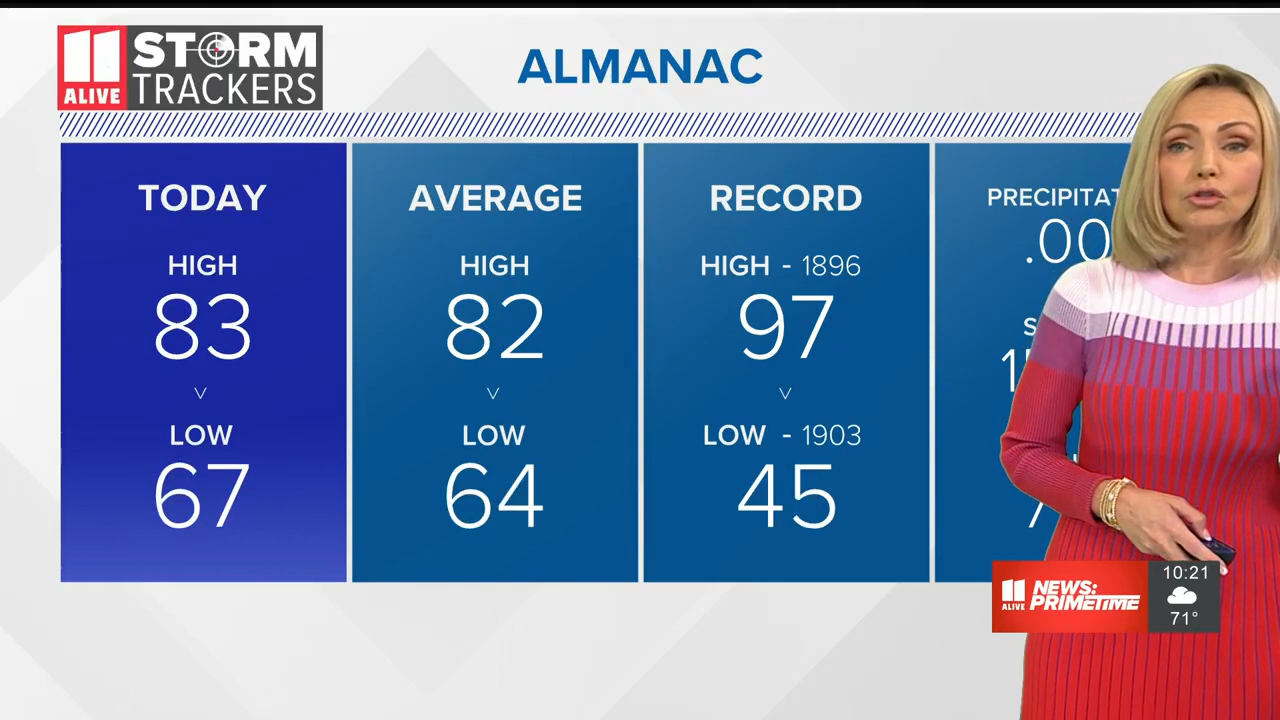 11 ALIVE STORM TRACKERS
ALMANAC
TODAY
HIGH
83
LOW
67
AVERAGE
HIGH
82
LOW
64
RECORD
HIGH - 1896
97
LOW - 1903
45
.00
11 ALIVE NEWS: PRIMETIME
10:21
71°